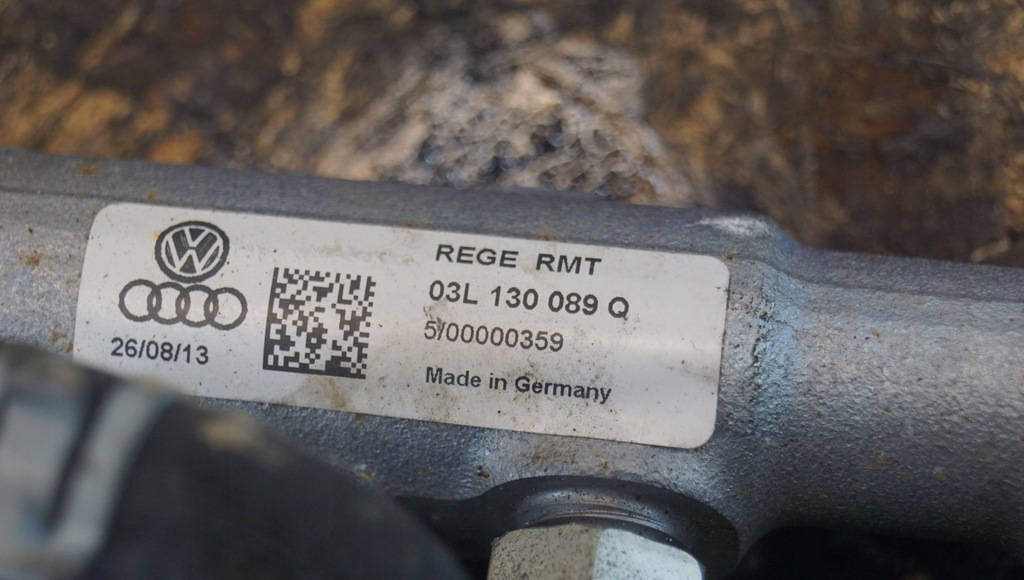 REGE RMT
03L 130 089 Q
5/00000359
Made in Germany
26/08/13